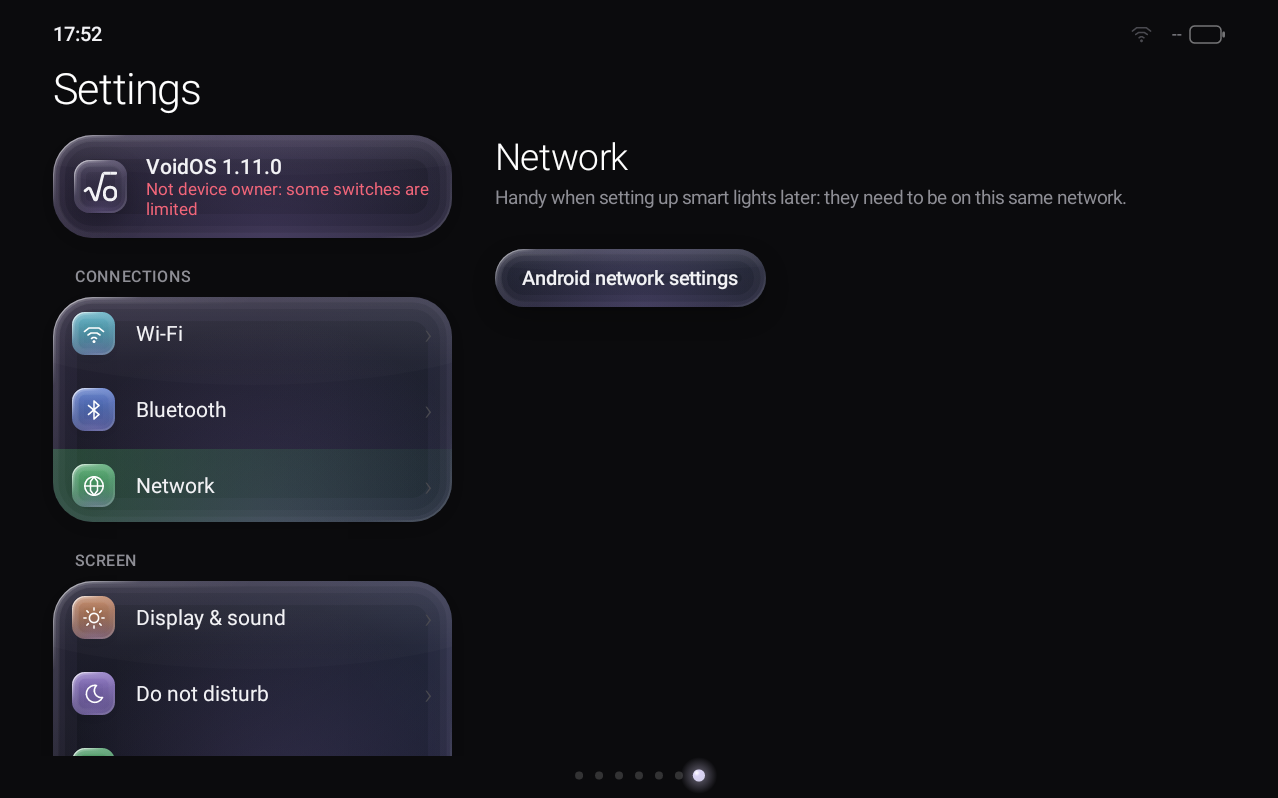 17:52
--
Settings
VoidOS 1.11.0
Not device owner: some switches are
limited
CONNECTIONS
Wi-Fi
Bluetooth
Network
SCREEN
Display & sound
Do not disturb
Network
Handy when setting up smart lights later: they need to be on this same network.
Android network settings